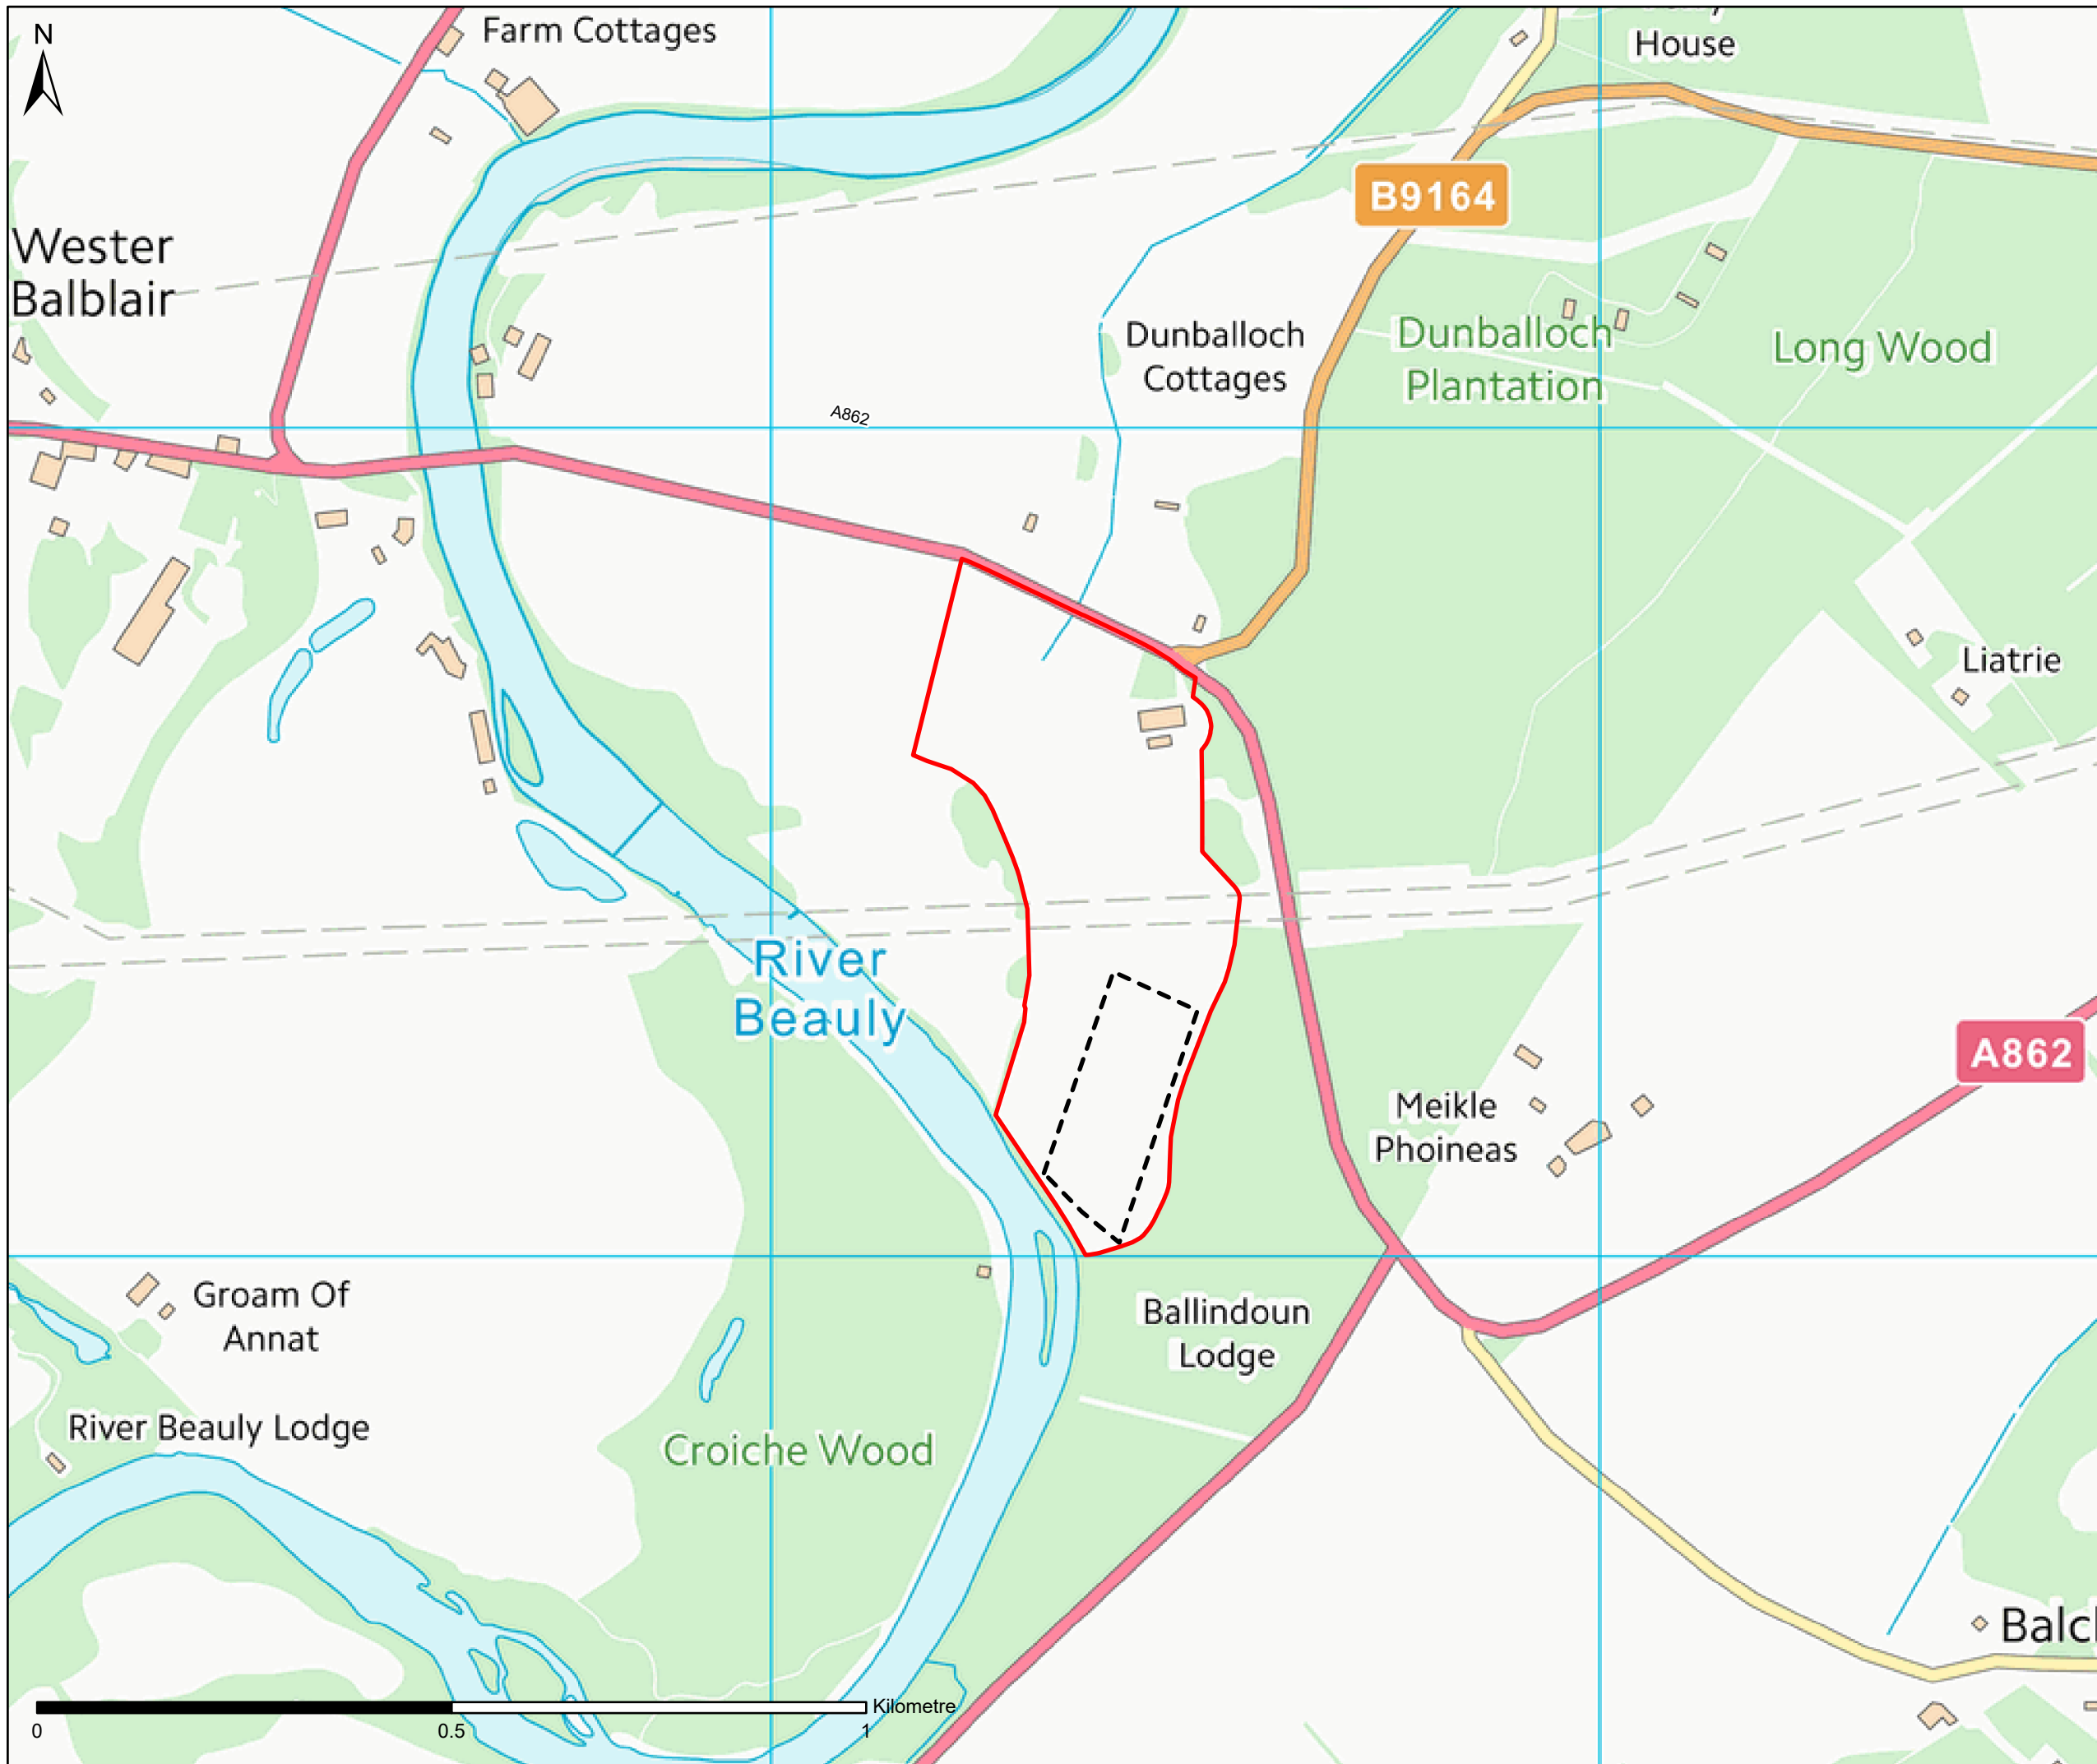 N
Farm Cottages
House
B9164
Wester
Balblair
Dunballoch
Cottages
Dunballoch
Plantation
Long Wood
A862
Liatrie
River
Beauly
A862
Meikle
Phoineas
Groam Of
Annat
Ballindoun
Lodge
River Beauly Lodge
Croiche Wood
Balc
Kilometre
0
0.5
1